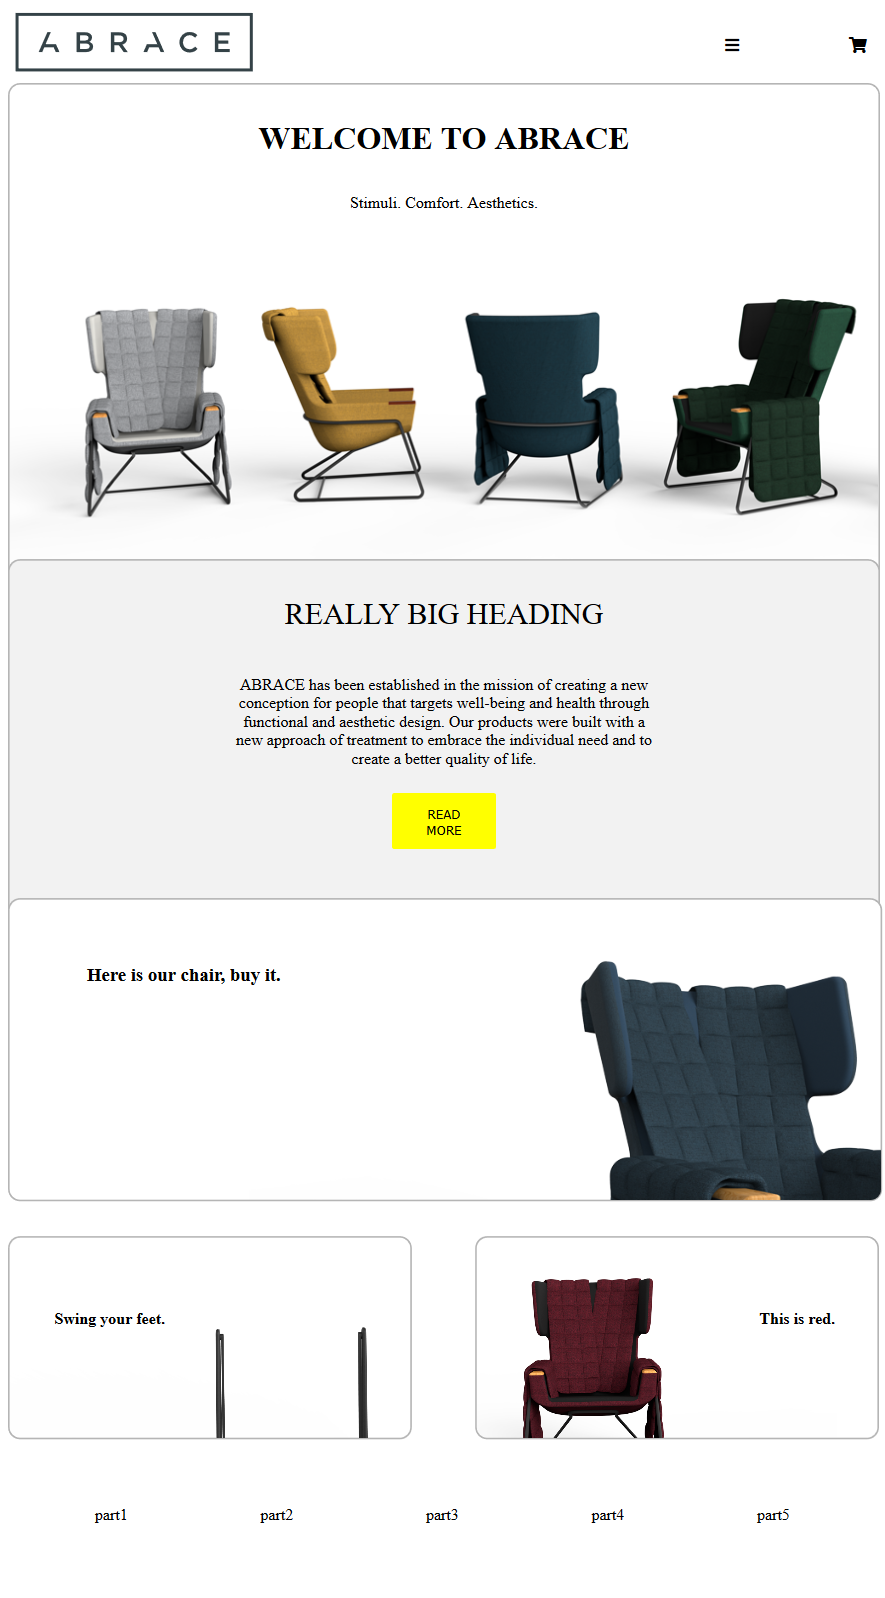 ABRACE
WELCOME TO ABRACE
Stimuli. Comfort. Aesthetics.
REALLY BIG HEADING
ABRACE has been established in the mission of creating a new
conception for people that targets well-being and health through
functional and aesthetic design. Our products were built with a
new approach of treatment to embrace the individual need and to
create a better quality of life.
READ
MORE
Here is our chair, buy it.
Swing your feet.
This is red.
part1
part2
part3
part4
part5